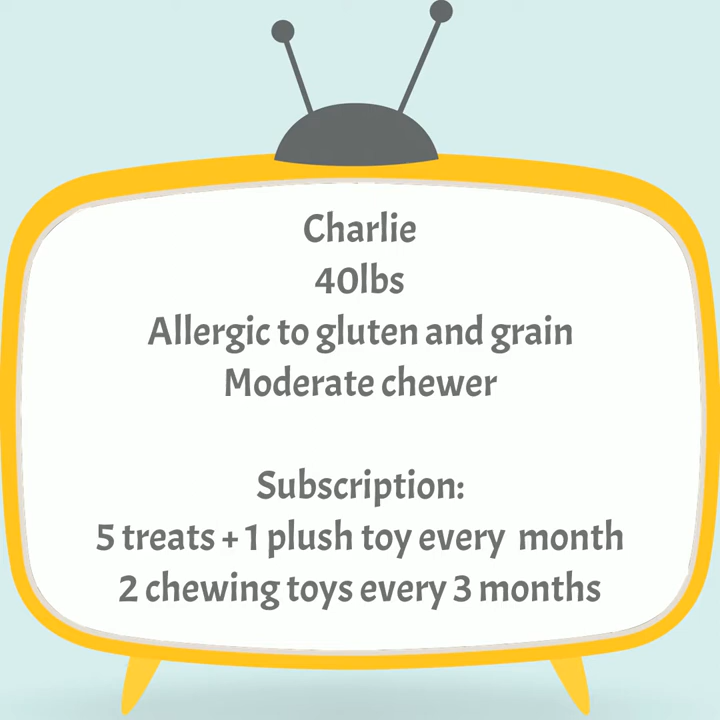 Charlie
40lbs
Allergic to gluten and grain
Moderate chewer
Subscription:
5 treats + 1 plush toy every month
2 chewing toys every 3 months